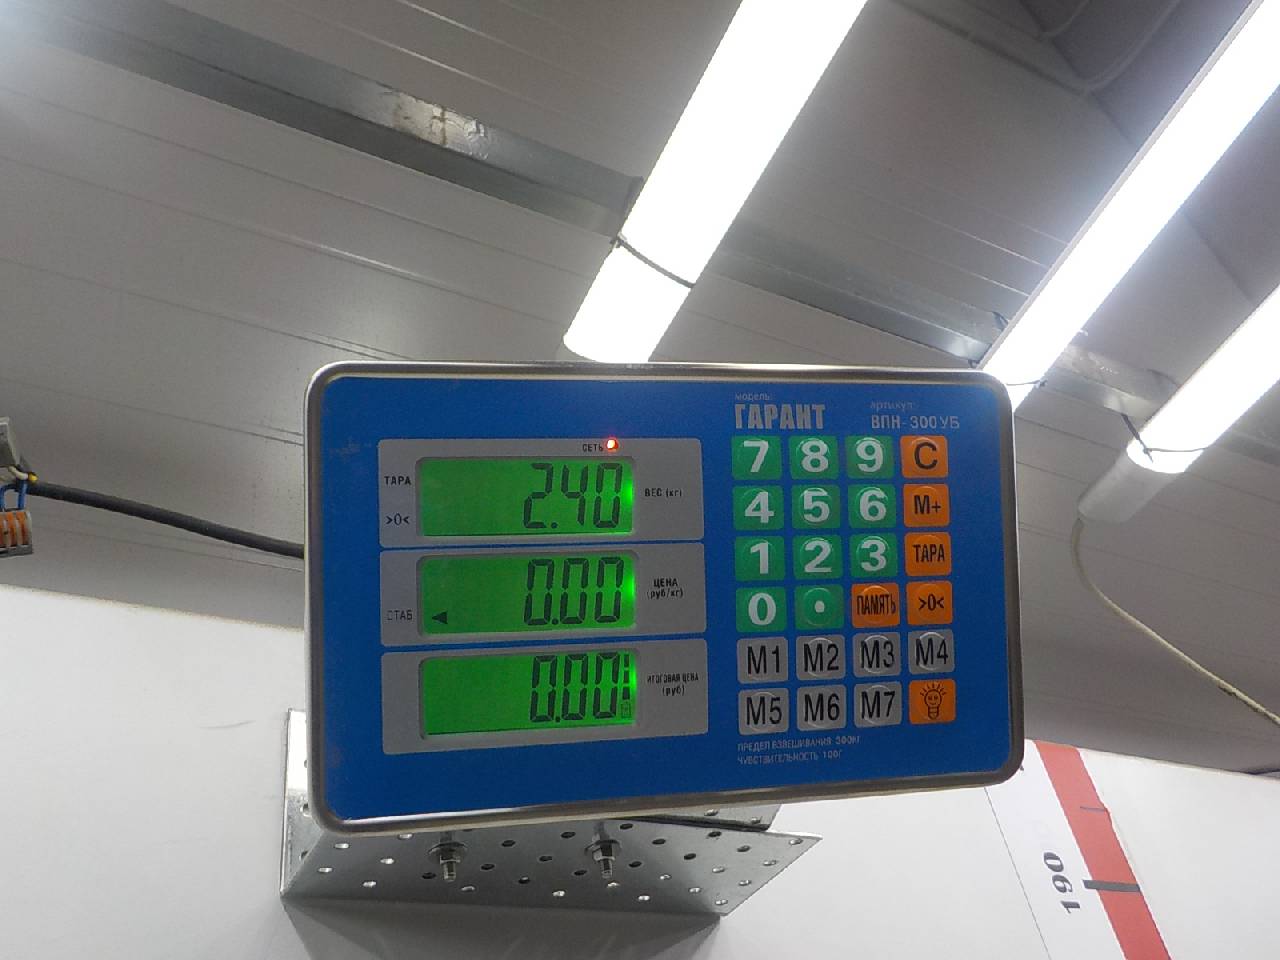 модель:
ГАРАНТ
артикул:
ВПН-300УБ
СЕТЬ
ТАРА
>0<
2.40
ВЕС (кг)
СТАБ
0.00
ЦЕНА
(руб/кг)
0.00
ИТОГОВАЯ ЦЕНА
(руб)
7 8 9 C
4 5 6 M+
1 2 3 ТАРА
0 . ПАМЯТЬ >0<
M1 M2 M3 M4
M5 M6 M7
ПРЕДЕЛ ВЗВЕШИВАНИЯ 300КГ
ЧУВСТВИТЕЛЬНОСТЬ 100Г
190